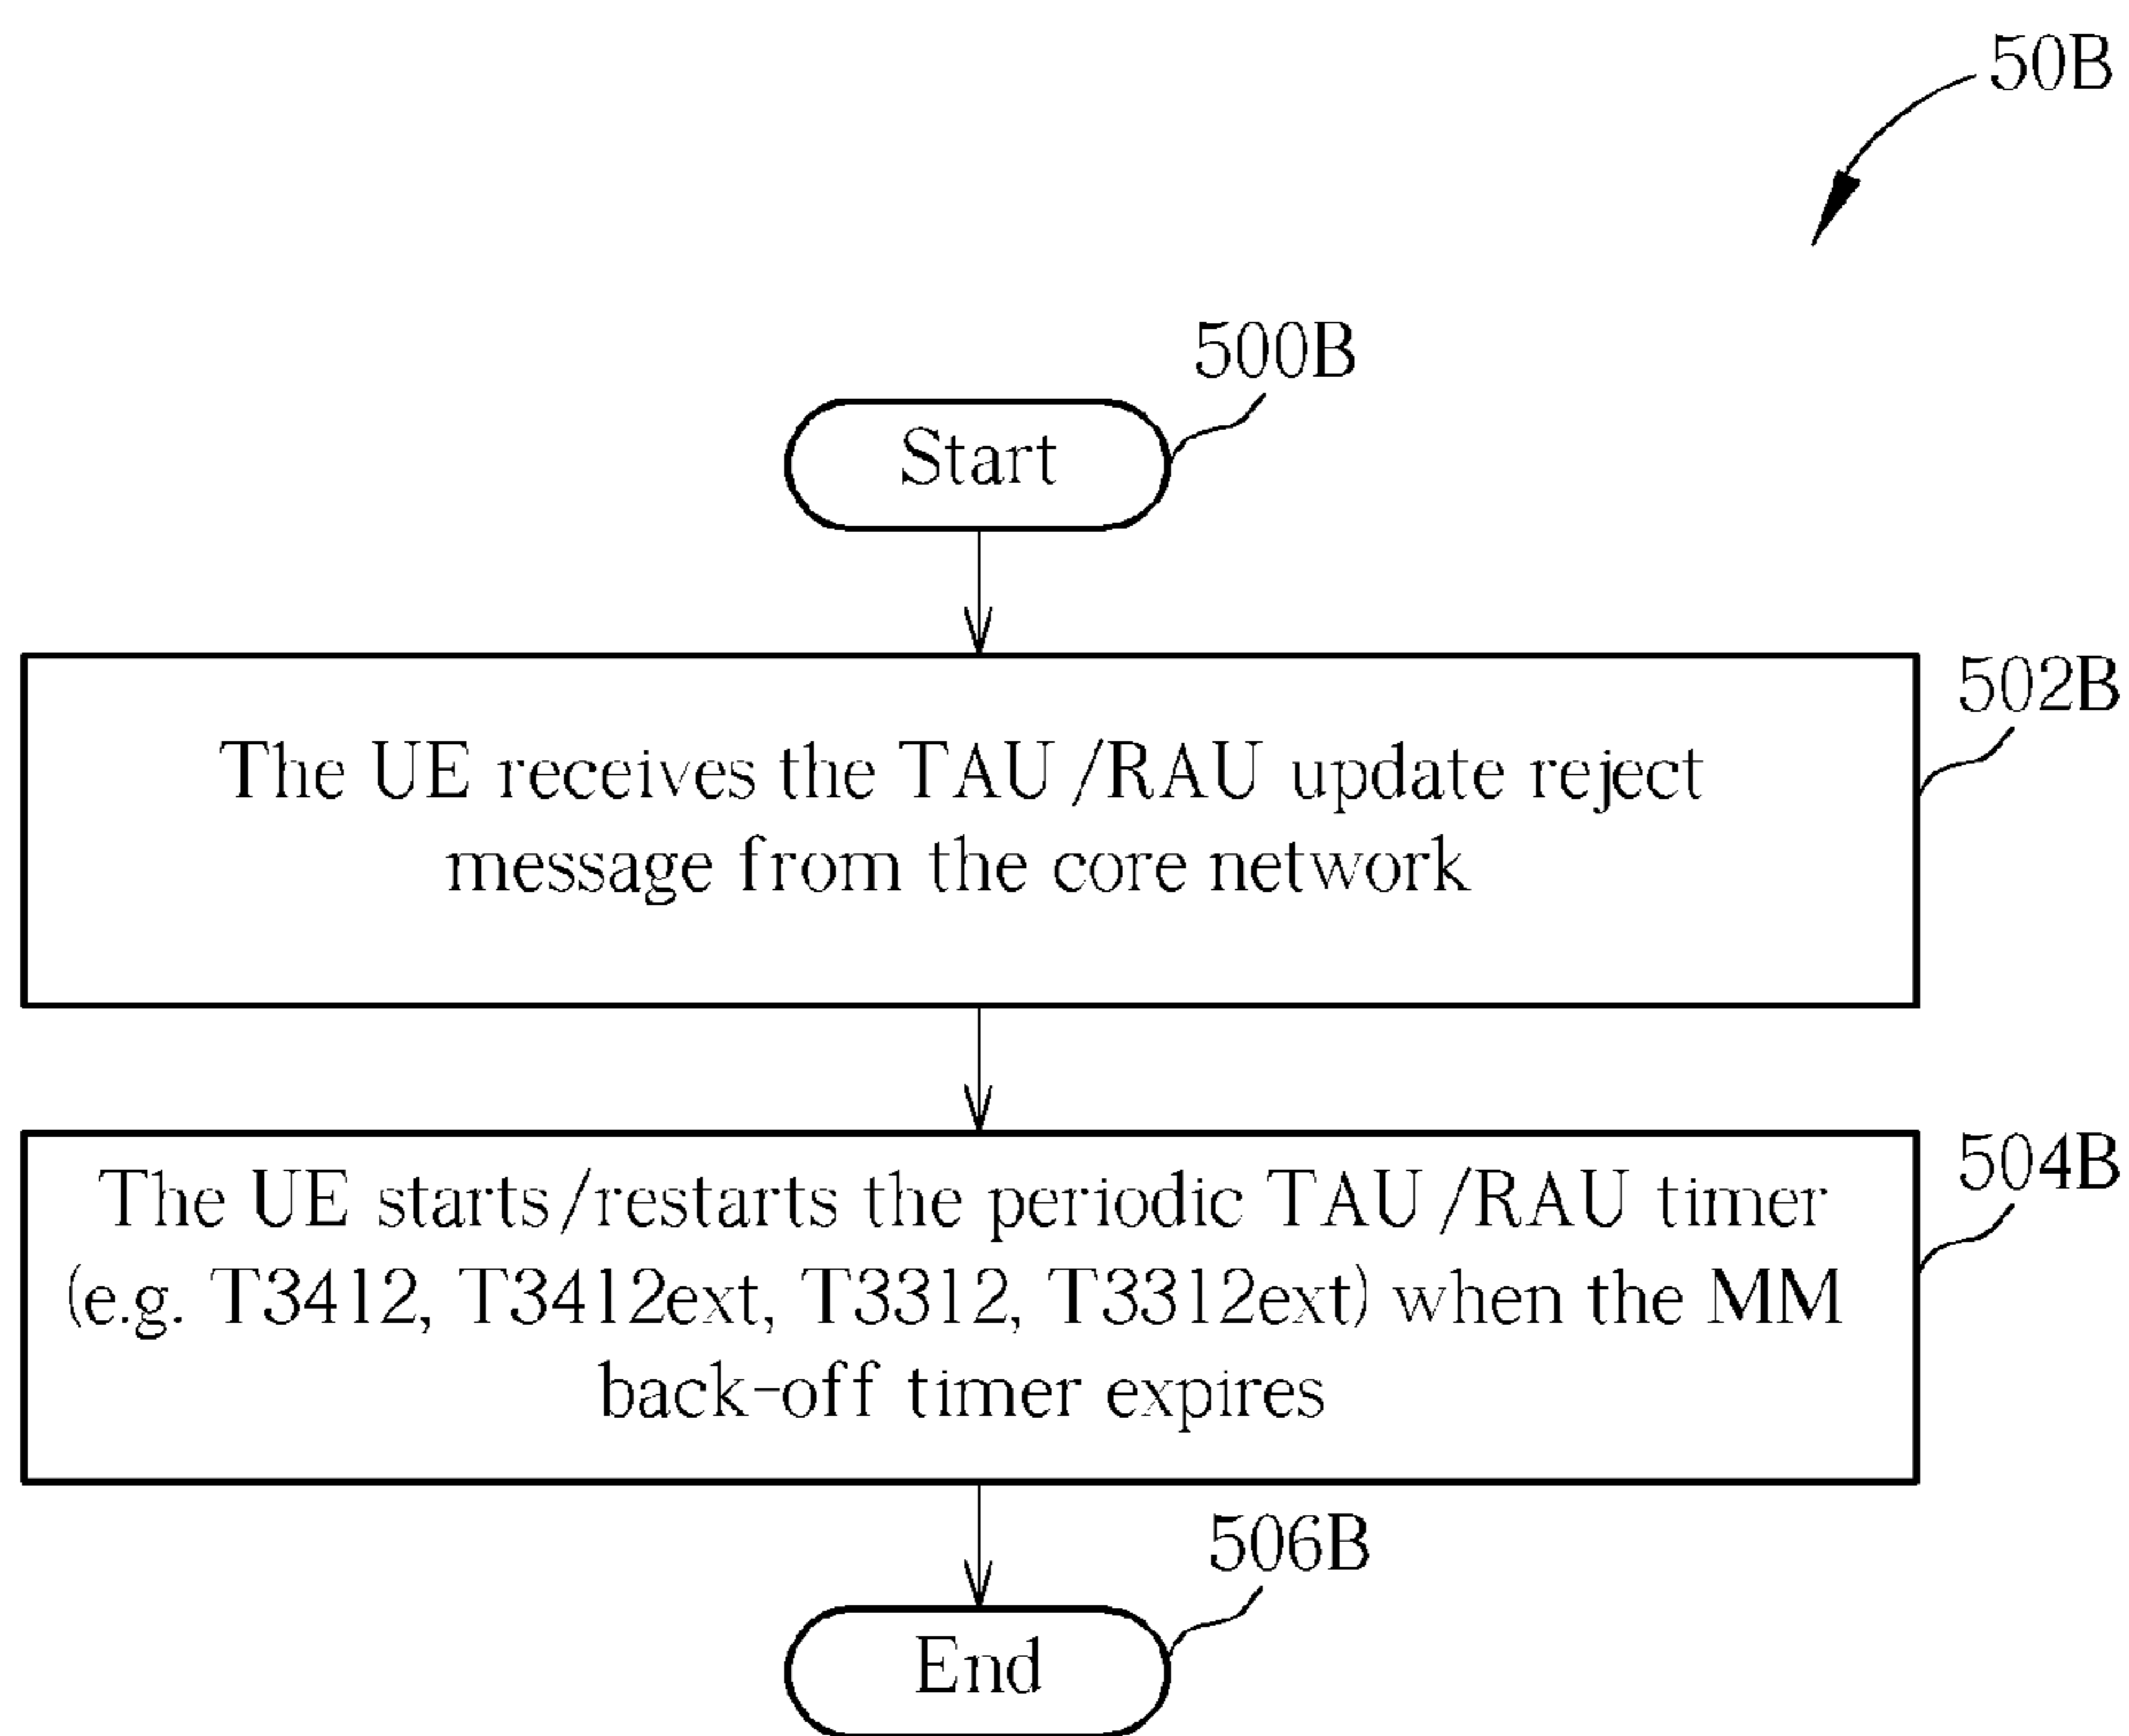 50B
500B
Start
502B
The UE receives the TAU/RAU update reject
message from the core network
504B
The UE starts/restarts the periodic TAU/RAU timer
(e.g. T3412, T3412ext, T3312, T3312ext) when the MM
back-off timer expires
506B
End